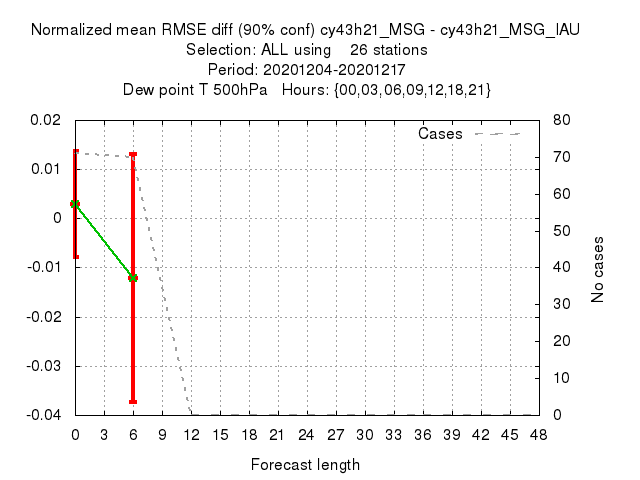 Normalized mean RMSE diff (90% conf) cy43h21_MSG - cy43h21_MSG_IAU
Selection: ALL using 26 stations
Period: 20201204-20201217
Dew point T 500hPa Hours: {00,03,06,09,12,18,21}
Cases
0.02
0.01
0
-0.01
-0.02
-0.03
-0.04
80
70
60
50
40
30
20
10
0
No cases
0 3 6 9 12 15 18 21 24 27 30 33 36 39 42 45 48
Forecast length